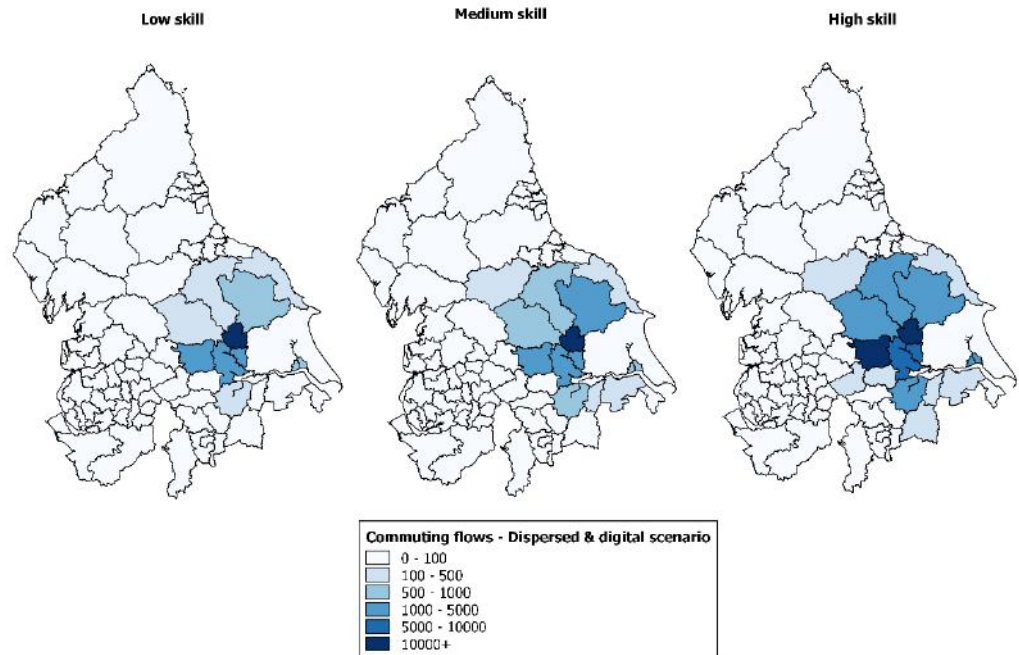 Low skill
Medium skill
High skill
Commuting flows - Dispersed & digital scenario
0 - 100
100 - 500
500 - 1000
1000 - 5000
5000 - 10000
10000+